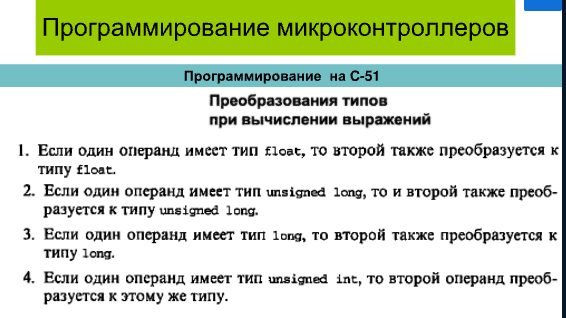 Программирование микроконтроллеров
Программирование на С-51
Преобразования типов
при вычислении выражений
1. Если один операнд имеет тип float, то второй также преобразуется к
типу float.
2. Если один операнд имеет тип unsigned long, то и второй также преоб-
разуется к типу unsigned long.
3. Если один операнд имеет тип long, то второй также преобразуется к
типу long.
4. Если один операнд имеет тип unsigned int, то второй операнд преоб-
разуется к этому же типу.